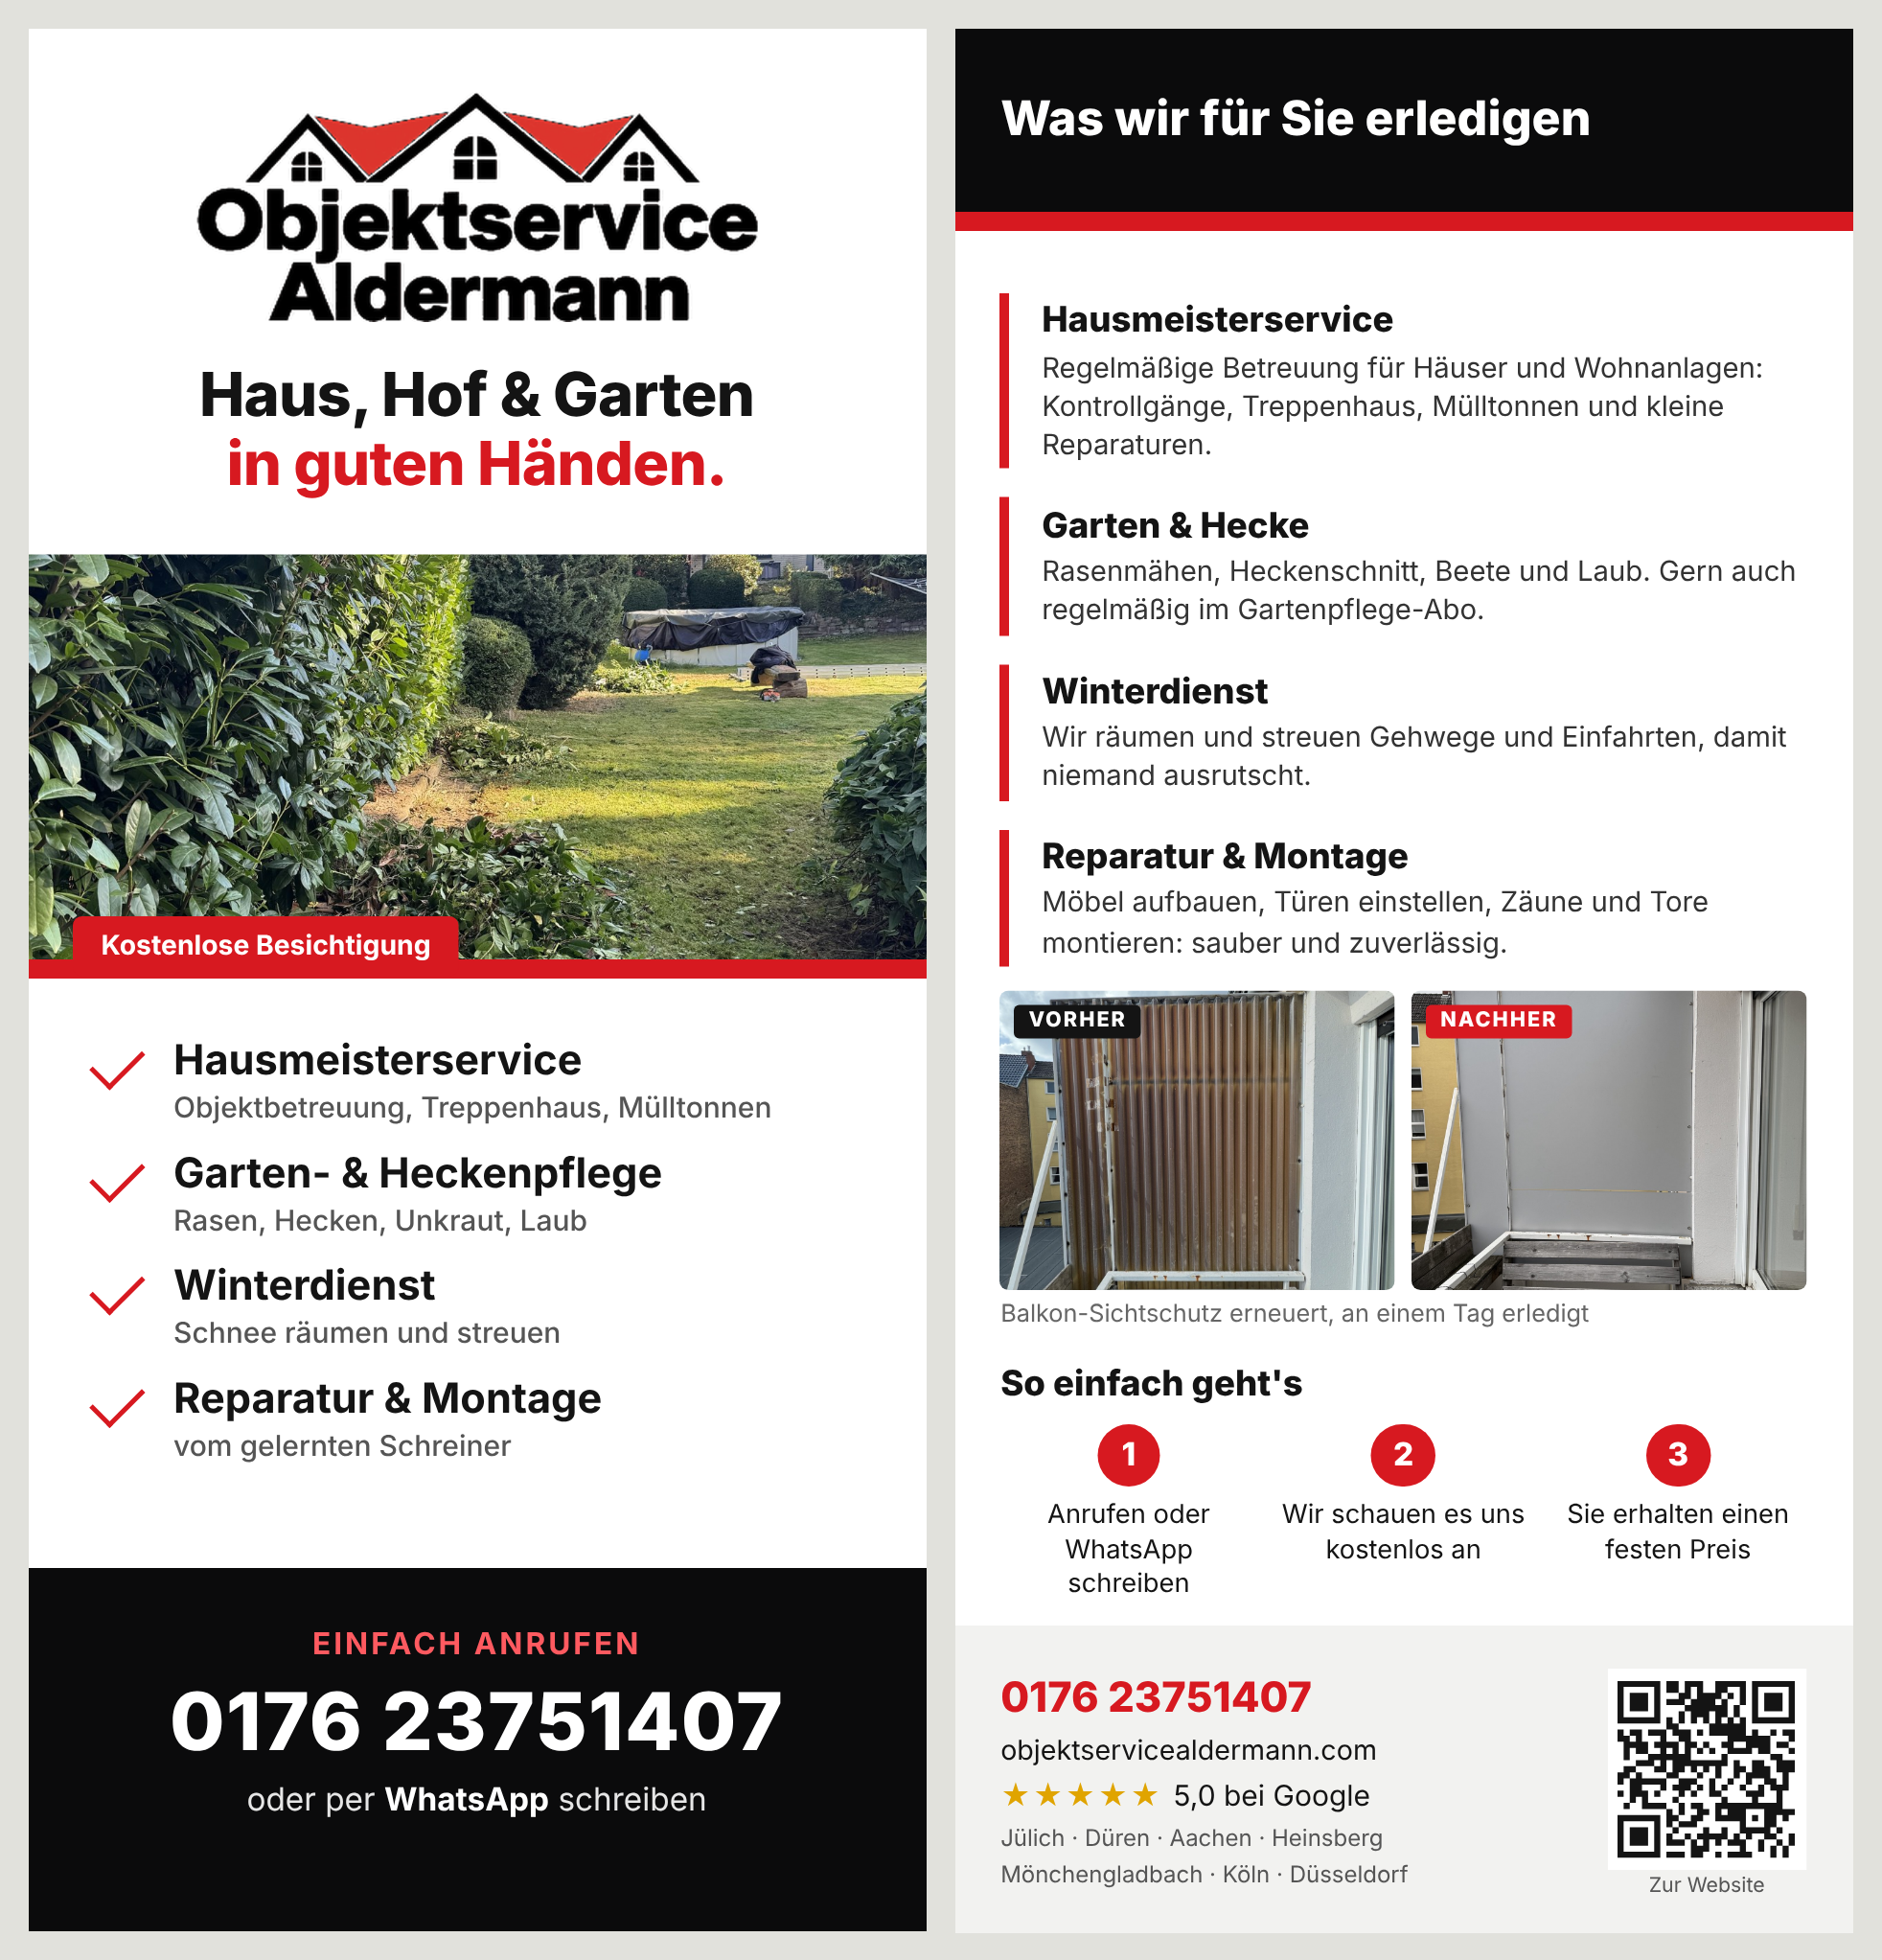 Objektservice
Aldermann
Haus, Hof & Garten
in guten Händen.
Kostenlose Besichtigung
Hausmeisterservice
Objektbetreuung, Treppenhaus, Mülltonnen
Garten- & Heckenpflege
Rasen, Hecken, Unkraut, Laub
Winterdienst
Schnee räumen und streuen
Reparatur & Montage
vom gelernten Schreiner
EINFACH ANRUFEN
0176 23751407
oder per WhatsApp schreiben
Was wir für Sie erledigen
Hausmeisterservice
Regelmäßige Betreuung für Häuser und Wohnanlagen:
Kontrollgänge, Treppenhaus, Mülltonnen und kleine
Reparaturen.
Garten & Hecke
Rasenmähen, Heckenschnitt, Beete und Laub. Gern auch
regelmäßig im Gartenpflege-Abo.
Winterdienst
Wir räumen und streuen Gehwege und Einfahrten, damit
niemand ausrutscht.
Reparatur & Montage
Möbel aufbauen, Türen einstellen, Zäune und Tore
montieren: sauber und zuverlässig.
VORHER
NACHHER
Balkon-Sichtschutz erneuert, an einem Tag erledigt
So einfach geht's
1
Anrufen oder
WhatsApp
schreiben
2
Wir schauen es uns
kostenlos an
3
Sie erhalten einen
festen Preis
0176 23751407
objektservicealdermann.com
★★★★★ 5,0 bei Google
Jülich · Düren · Aachen · Heinsberg
Mönchengladbach · Köln · Düsseldorf
Zur Website